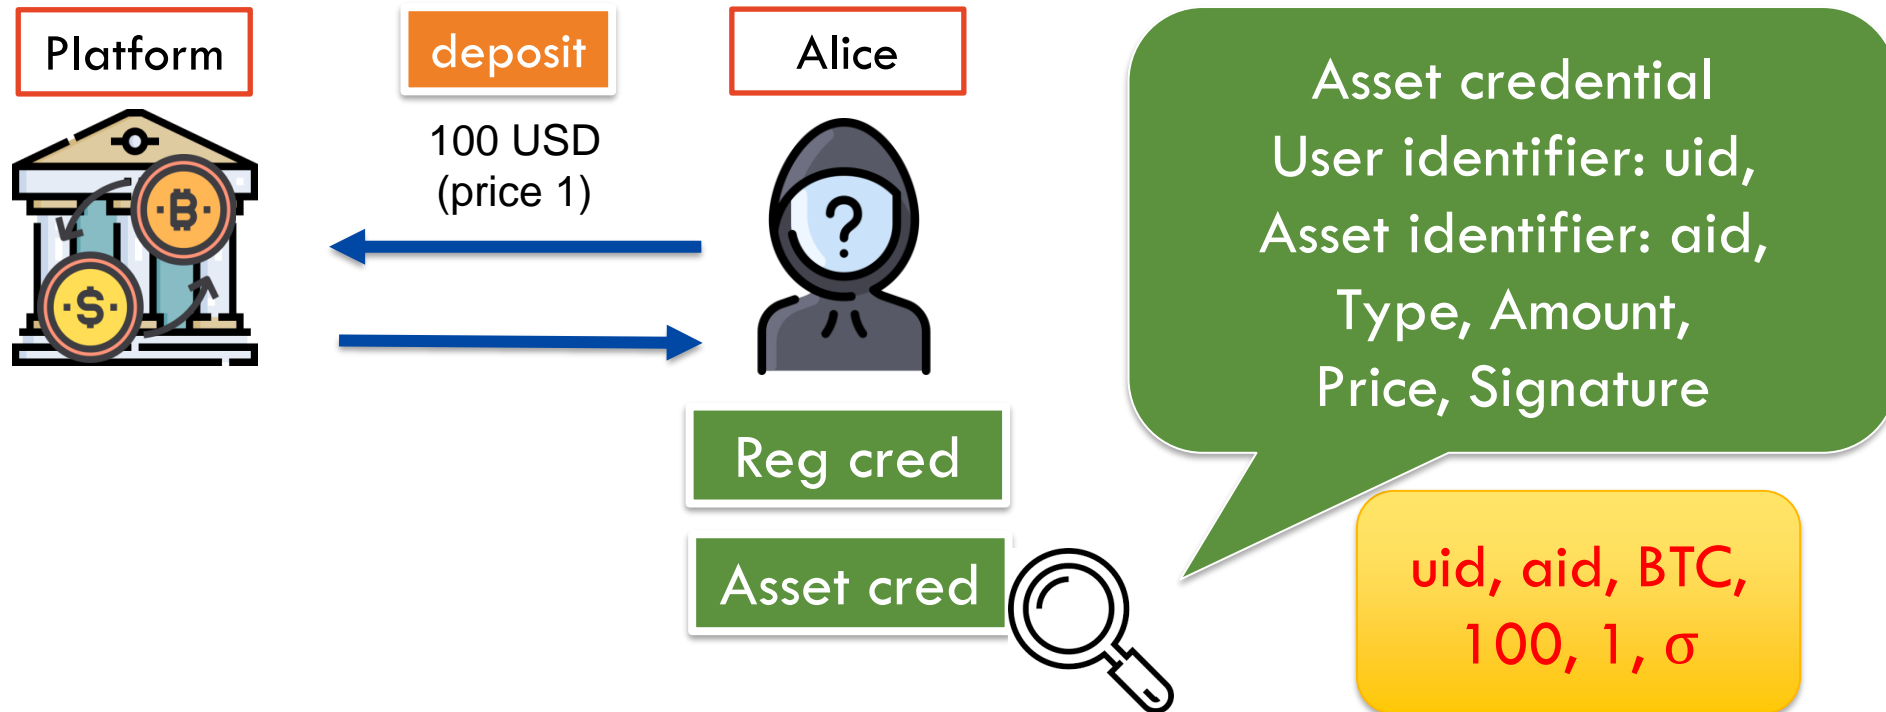 Platform
deposit
Alice
100 USD
(price 1)
B
$
?
Reg cred
Asset cred
Asset credential
User identifier: uid,
Asset identifier: aid,
Type, Amount,
Price, Signature
uid, aid, BTC,
100, 1, σ